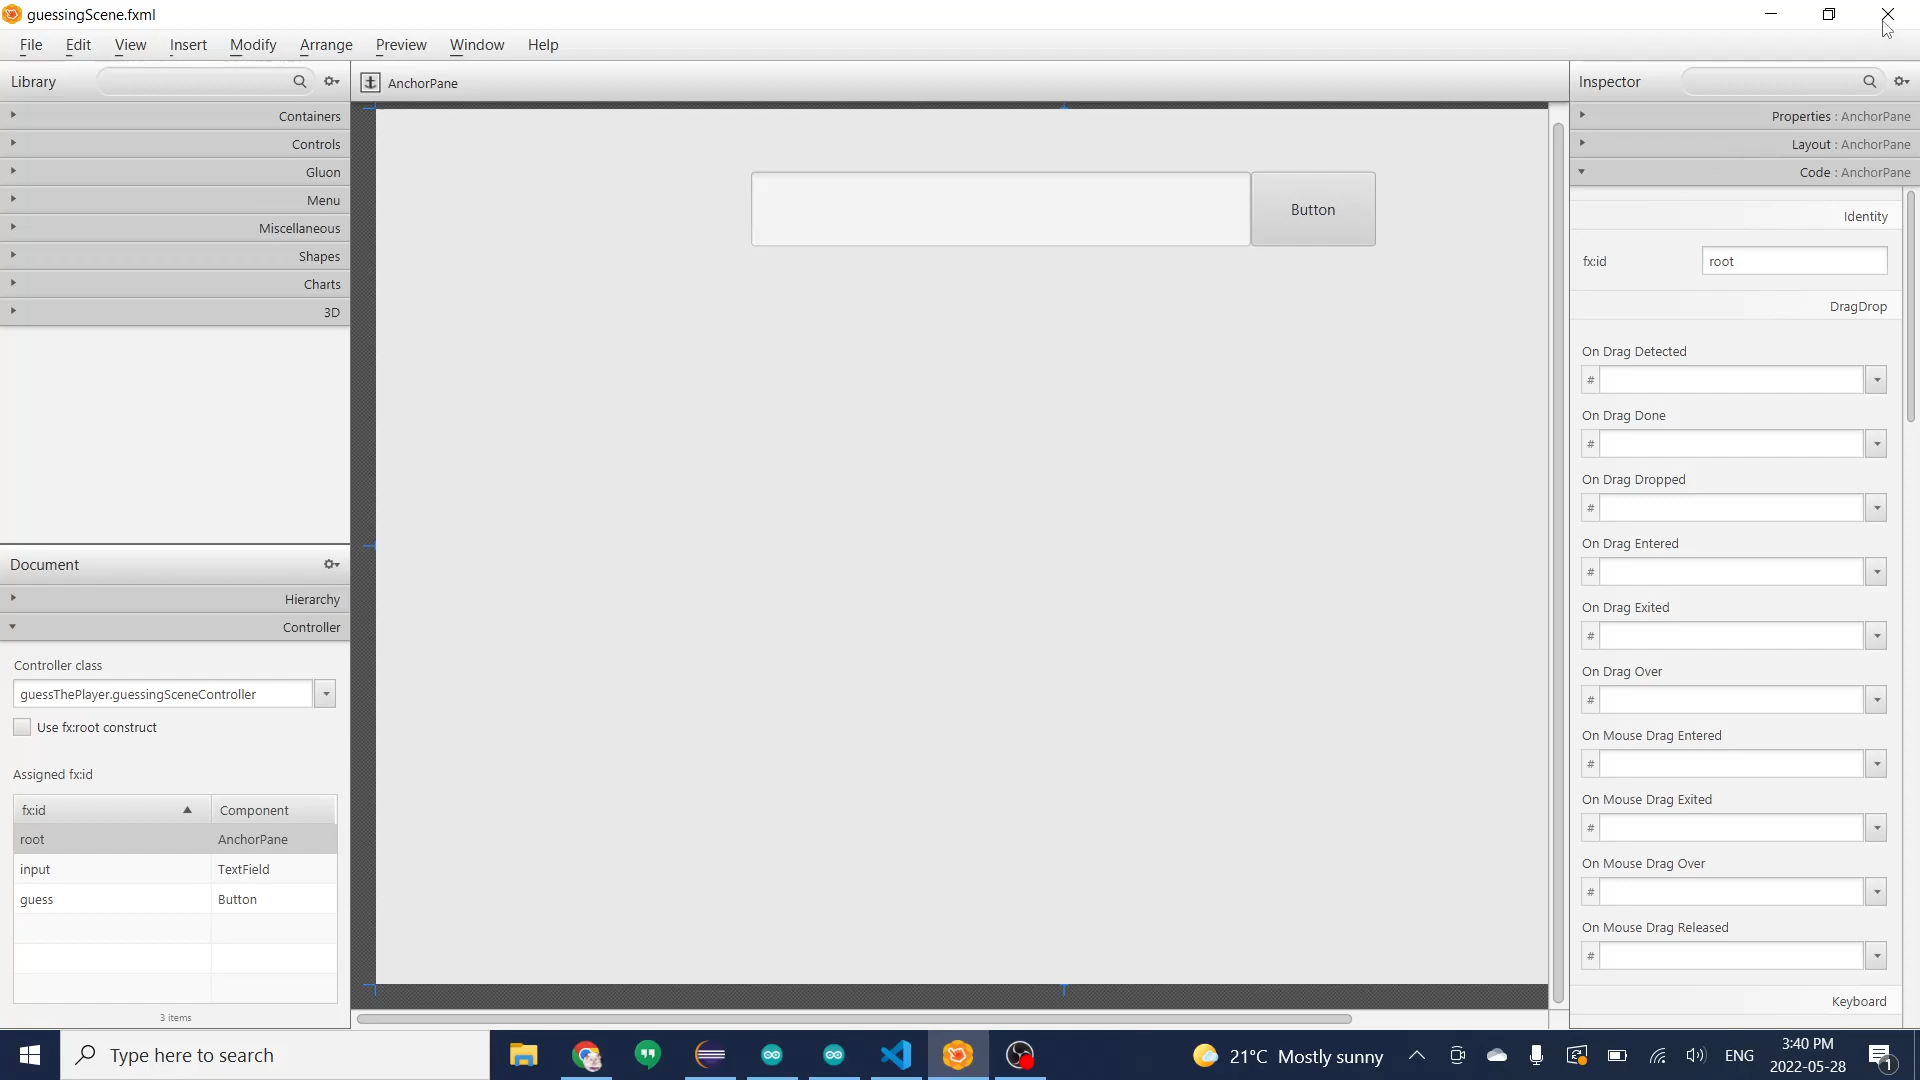 guessingScene.fxml
File Edit View Insert Modify Arrange Preview Window Help
Library
Containers
Controls
Gluon
Menu
Miscellaneous
Shapes
Charts
3D
Document
Hierarchy
Controller
Controller class
guessThePlayer.guessingSceneController
Use fx:root construct
Assigned fx:id
fx:id Component
root AnchorPane
input TextField
guess Button
3 items
AnchorPane
Button
Inspector
Properties : AnchorPane
Layout : AnchorPane
Code : AnchorPane
Identity
fx:id root
DragDrop
On Drag Detected
#
On Drag Done
#
On Drag Dropped
#
On Drag Entered
#
On Drag Exited
#
On Drag Over
#
On Mouse Drag Entered
#
On Mouse Drag Exited
#
On Mouse Drag Over
#
On Mouse Drag Released
#
Keyboard
Type here to search
21°C Mostly sunny
ENG
3:40 PM
2022-05-28
1